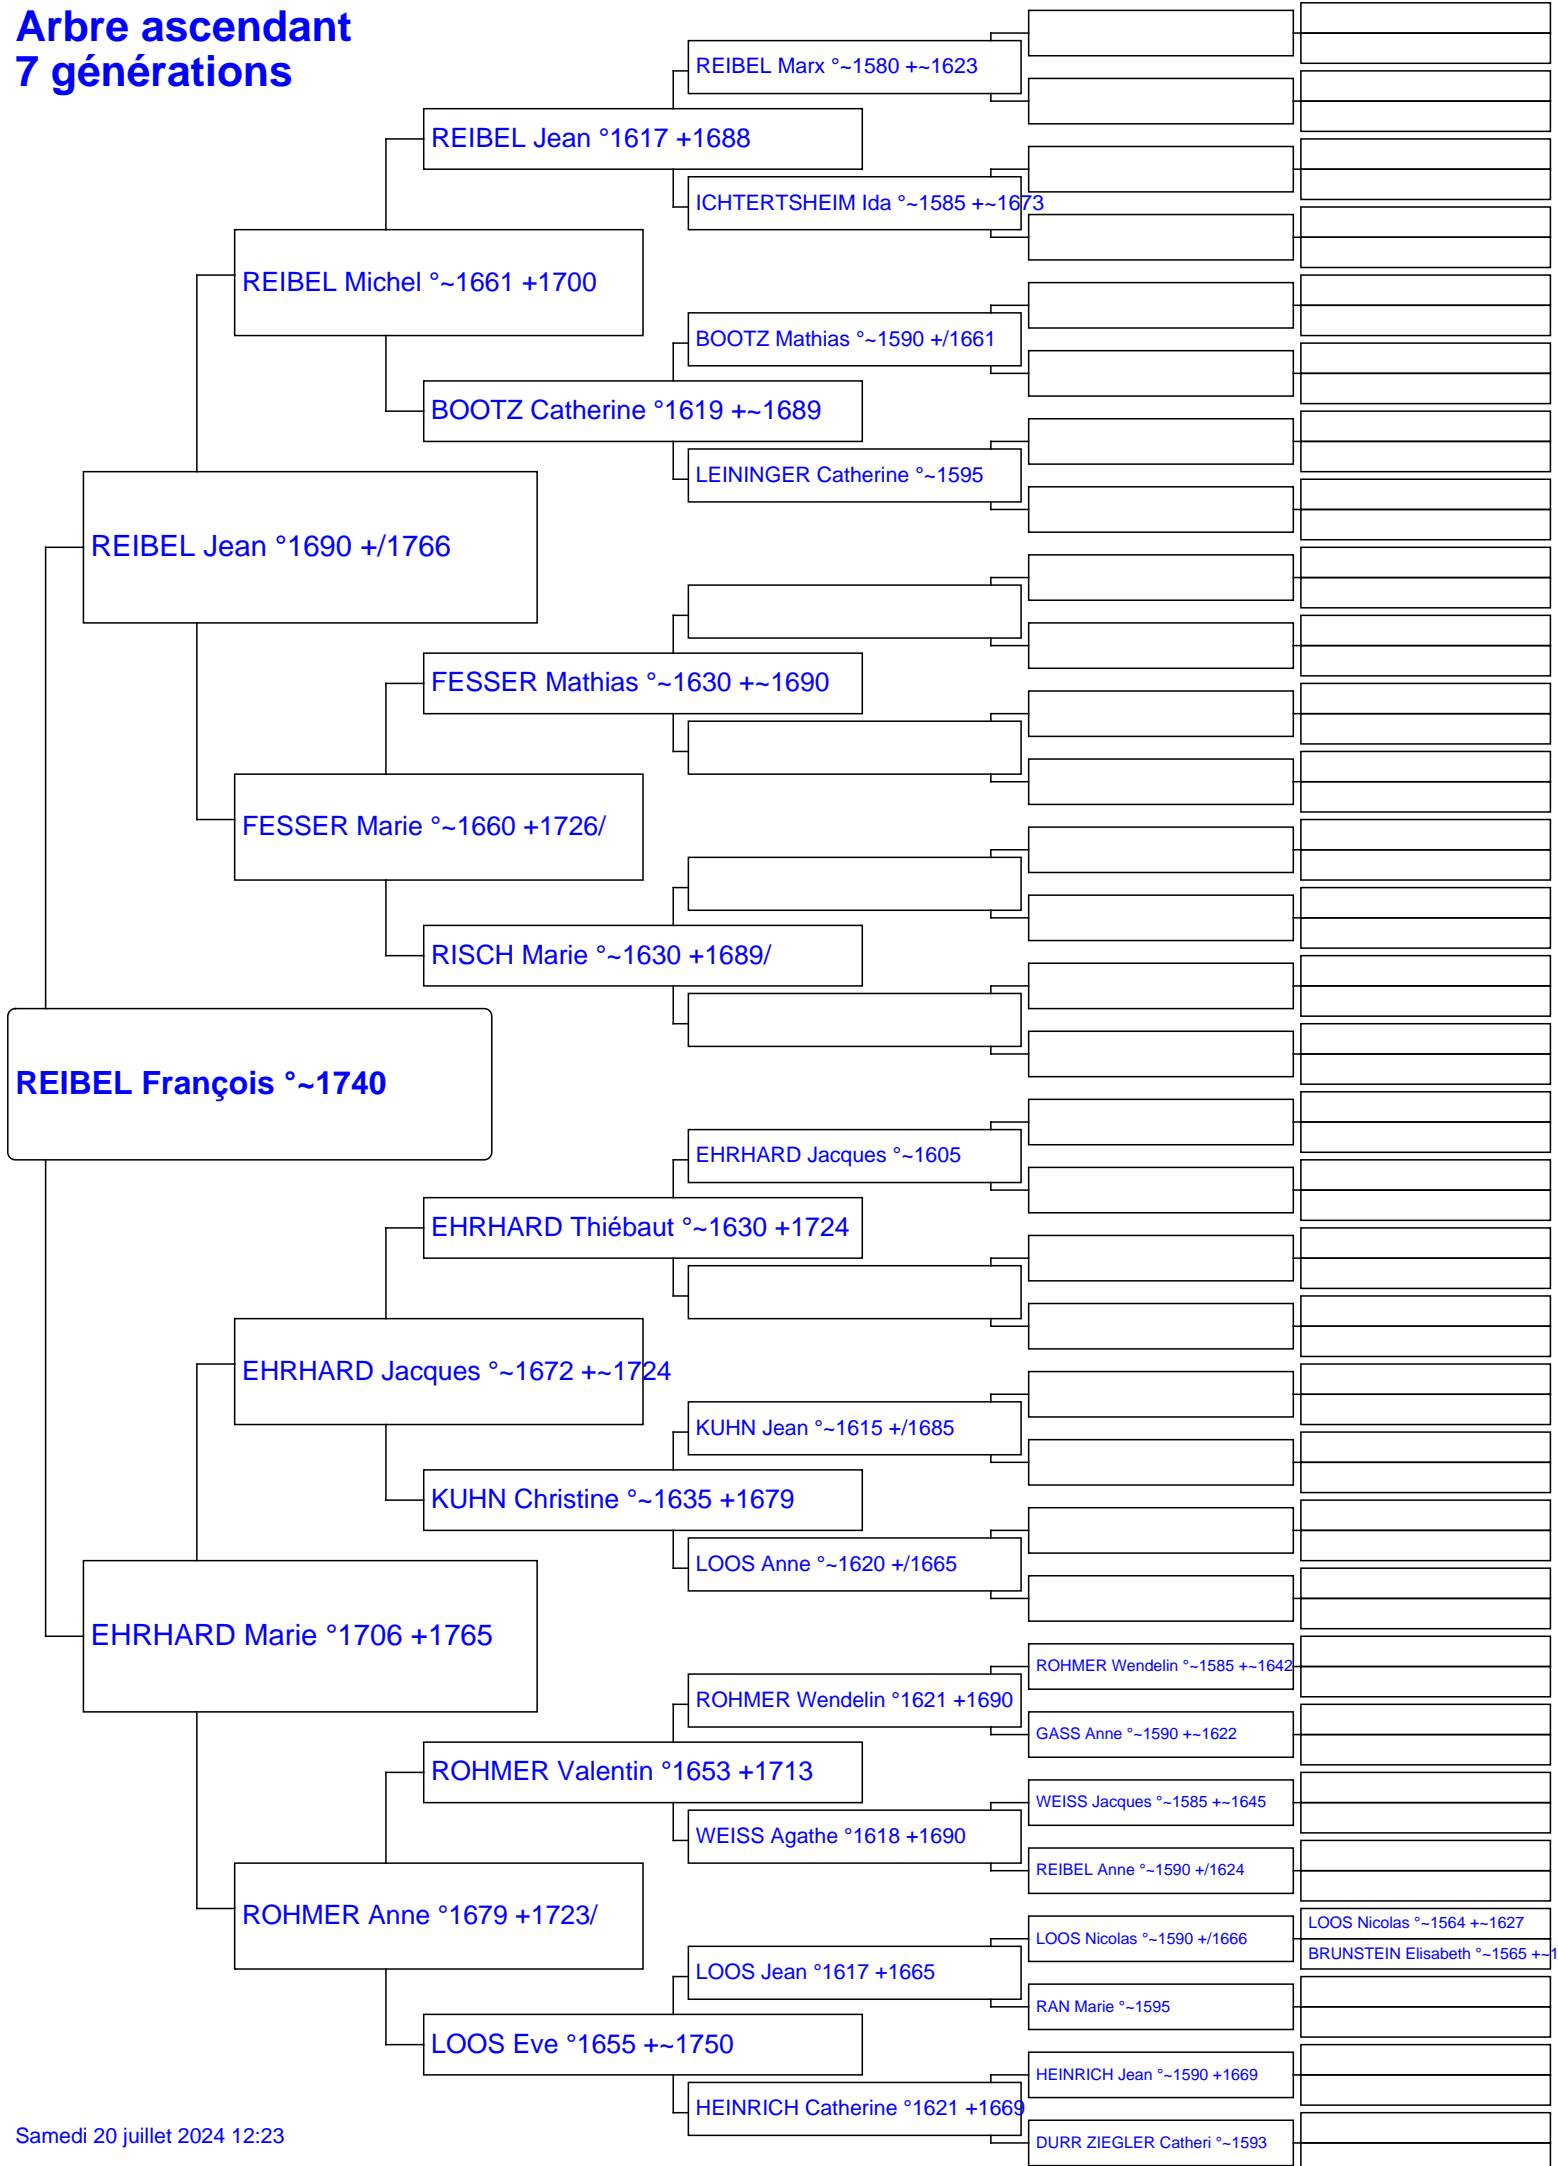 Arbre ascendant
7 générations
REIBEL Marx °~1580 +~1623
REIBEL Jean °1617 +1688
ICHTERTSHEIM Ida °~1585 +~1673
REIBEL Michel °~1661 +1700
BOOTZ Mathias °~1590 +/1661
BOOTZ Catherine °1619 +~1689
LEININGER Catherine °~1595
REIBEL Jean °1690 +/1766
FESSER Mathias °~1630 +~1690
FESSER Marie °~1660 +1726/
RISCH Marie °~1630 +1689/
REIBEL François °~1740
EHRHARD Jacques °~1605
EHRHARD Thiébaut °~1630 +1724
EHRHARD Jacques °~1672 +~1724
KUHN Jean °~1615 +/1685
KUHN Christine °~1635 +1679
LOOS Anne °~1620 +/1665
EHRHARD Marie °1706 +1765
ROHMER Wendelin °~1585 +~1642
ROHMER Wendelin °1621 +1690
GASS Anne °~1590 +~1622
ROHMER Valentin °1653 +1713
WEISS Jacques °~1585 +~1645
WEISS Agathe °1618 +1690
REIBEL Anne °~1590 +/1624
ROHMER Anne °1679 +1723/
LOOS Nicolas °~1564 +~1627
LOOS Nicolas °~1590 +/1666
BRUNSTEIN Elisabeth °~1565 +~1
LOOS Jean °1617 +1665
RAN Marie °~1595
LOOS Eve °1655 +~1750
HEINRICH Jean °~1590 +1669
HEINRICH Catherine °1621 +1669
DURR ZIEGLER Catheri °~1593
Samedi 20 juillet 2024 12:23